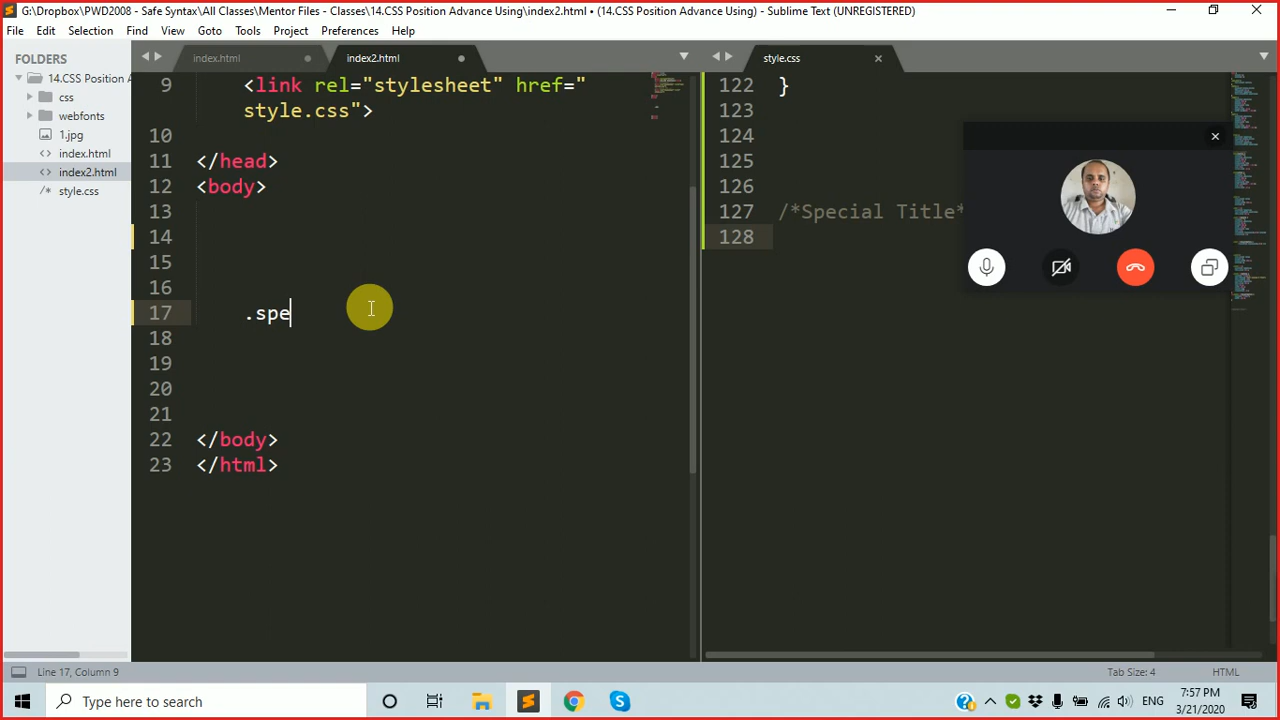 G:\Dropbox\PWD2008 - Safe Syntax\All Classes\Mentor Files - Classes\14.CSS Position Advance Using\index2.html • (14.CSS Position Advance Using) - Sublime Text (UNREGISTERED)
File Edit Selection Find View Goto Tools Project Preferences Help
FOLDERS
14.CSS Position A
css
webfonts
1.jpg
index.html
index2.html
style.css
index.html
index2.html
9 <link rel="stylesheet" href="
style.css">
10
11 </head>
12 <body>
13
14
15
16
17 .spe
18
19
20
21
22 </body>
23 </html>
style.css
122 }
123
124
125
126
127 /*Special Title*
128
Line 17, Column 9
Tab Size: 4
HTML
Type here to search
ENG
7:57 PM
3/21/2020